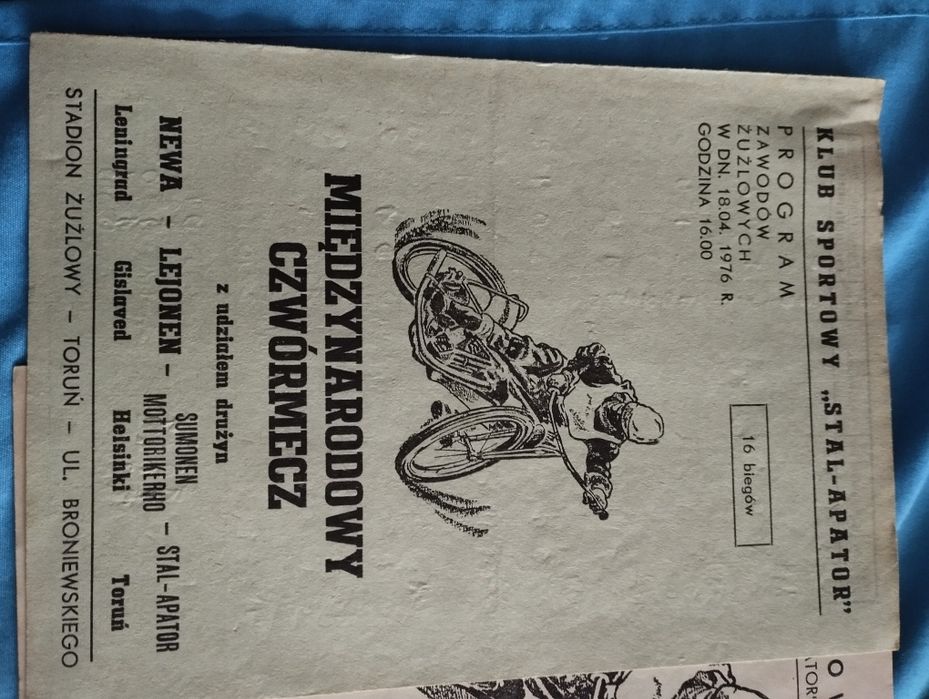 KLUB SPORTOWY „STAL-APATOR”
PROGRAM
ZAWODÓW
ŻUŻLOWYCH
W DN. 18.04. 1976 R.
GODZINA 16.00
16 biegów
MIĘDZYNARODOWY
CZWÓRMECZ
z udziałem drużyn
NEWA - LEJONEN - SUMONEN MOTTORIKERHO - STAL-APATOR
Leningrad Gislaved Helsinki Toruń
STADION ŻUŻLOWY - TORUŃ - UL. BRONIEWSKIEGO